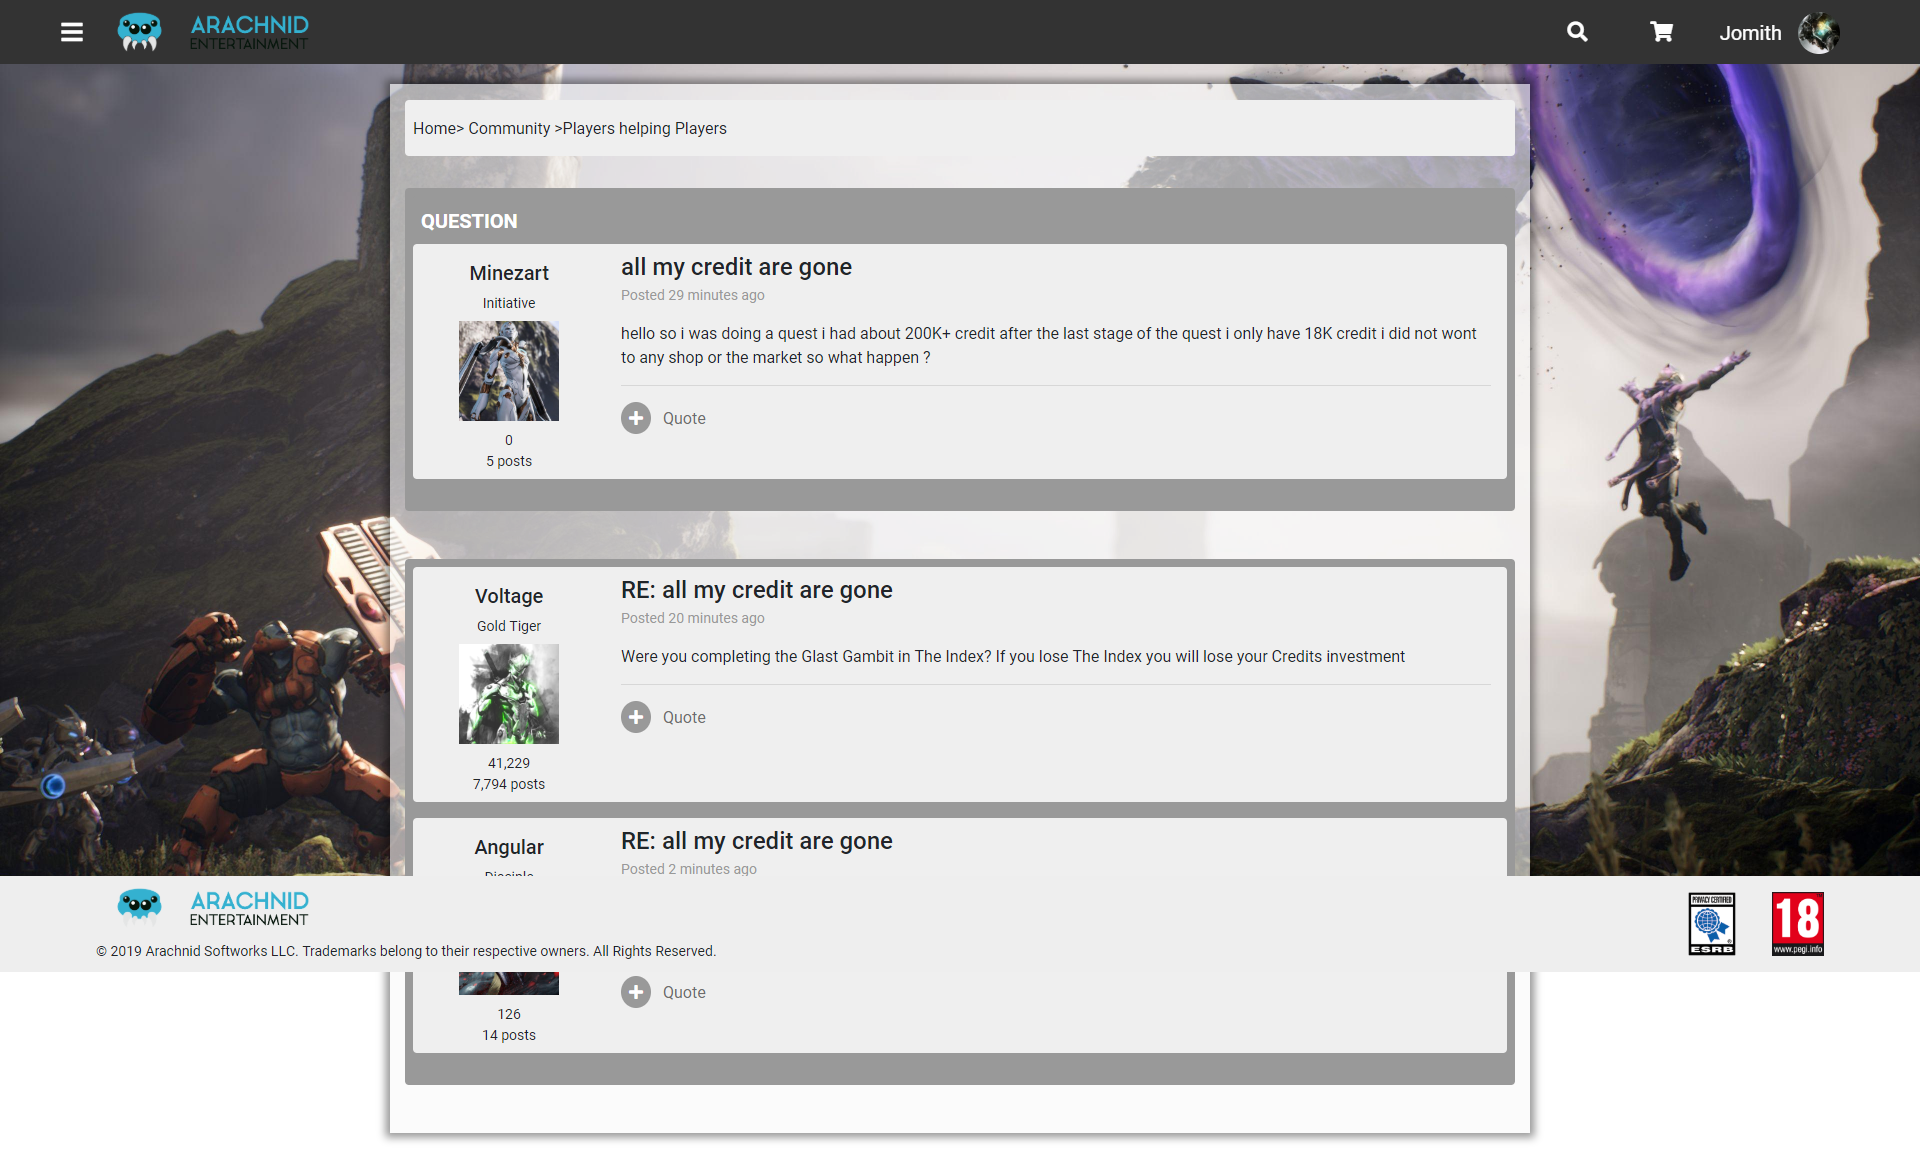 ARACHNID
ENTERTAINMENT
Jomith
Home> Community >Players helping Players
QUESTION
Minezart
Initiative
0
5 posts
all my credit are gone
Posted 29 minutes ago
hello so i was doing a quest i had about 200K+ credit after the last stage of the quest i only have 18K credit i did not wont
to any shop or the market so what happen ?
Quote
Voltage
Gold Tiger
41,229
7,794 posts
RE: all my credit are gone
Posted 20 minutes ago
Were you completing the Glast Gambit in The Index? If you lose The Index you will lose your Credits investment
Quote
Angular
RE: all my credit are gone
Posted 2 minutes ago
ARACHNID
ENTERTAINMENT
© 2019 Arachnid Softworks LLC. Trademarks belong to their respective owners. All Rights Reserved.
PRIVACY CERTIFIED
ESRB
18
www.pegi.info
126
14 posts
Quote